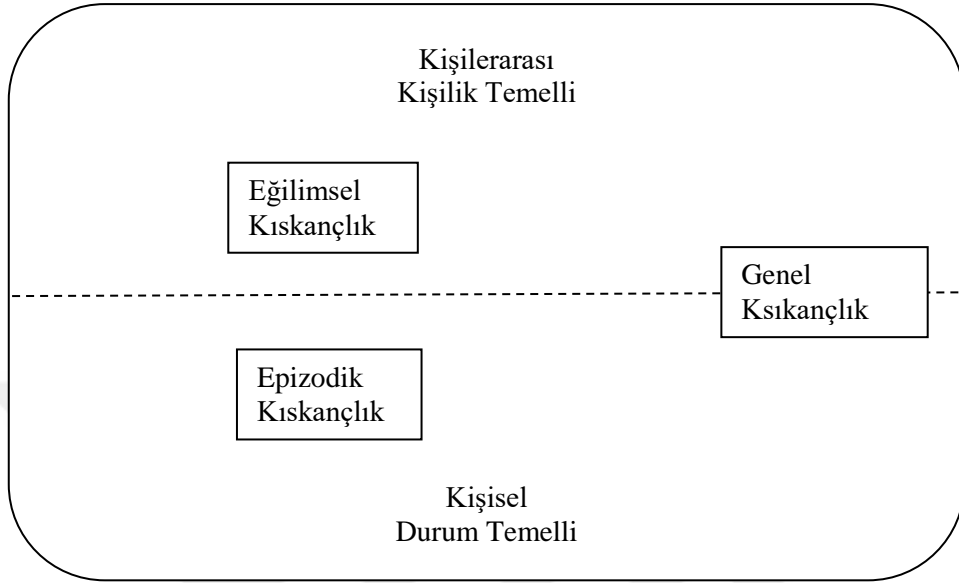 Kişilerarası
Kişilik Temelli
Eğilimsel
Kıskançlık
Genel
Ksıkançlık
Epizodik
Kıskançlık
Kişisel
Durum Temelli